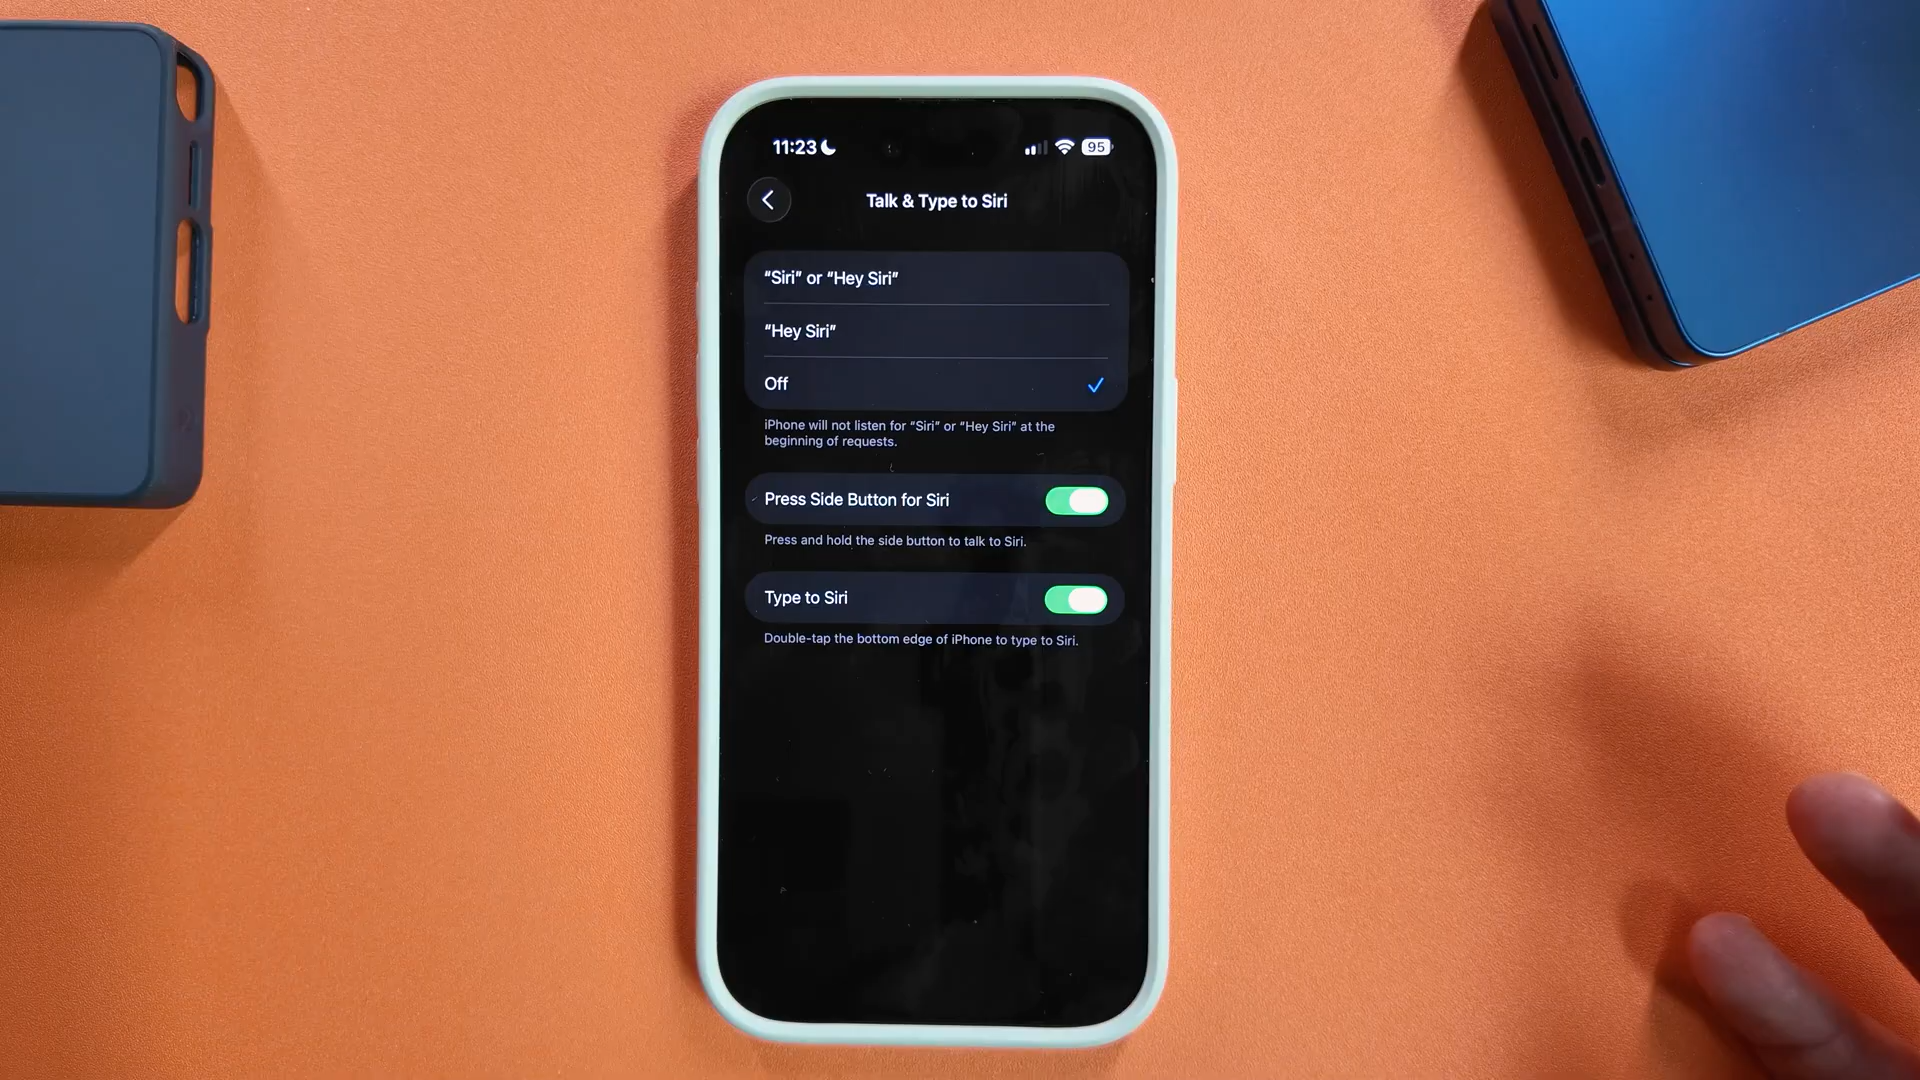 11:23
95
Talk & Type to Siri
“Siri” or “Hey Siri”
“Hey Siri”
Off
iPhone will not listen for “Siri” or “Hey Siri” at the
beginning of requests.
Press Side Button for Siri
Press and hold the side button to talk to Siri.
Type to Siri
Double-tap the bottom edge of iPhone to type to Siri.